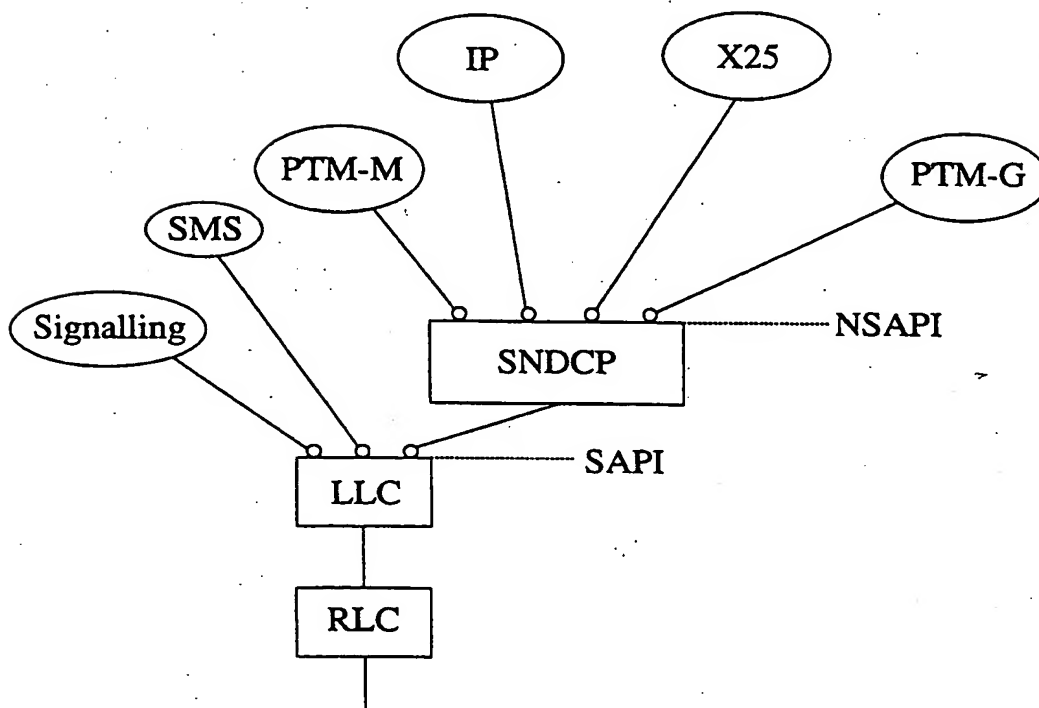 IP
X25
PTM-M
PTM-G
SMS
Signalling
NSAPI
SNDCP
SAPI
LLC
RLC